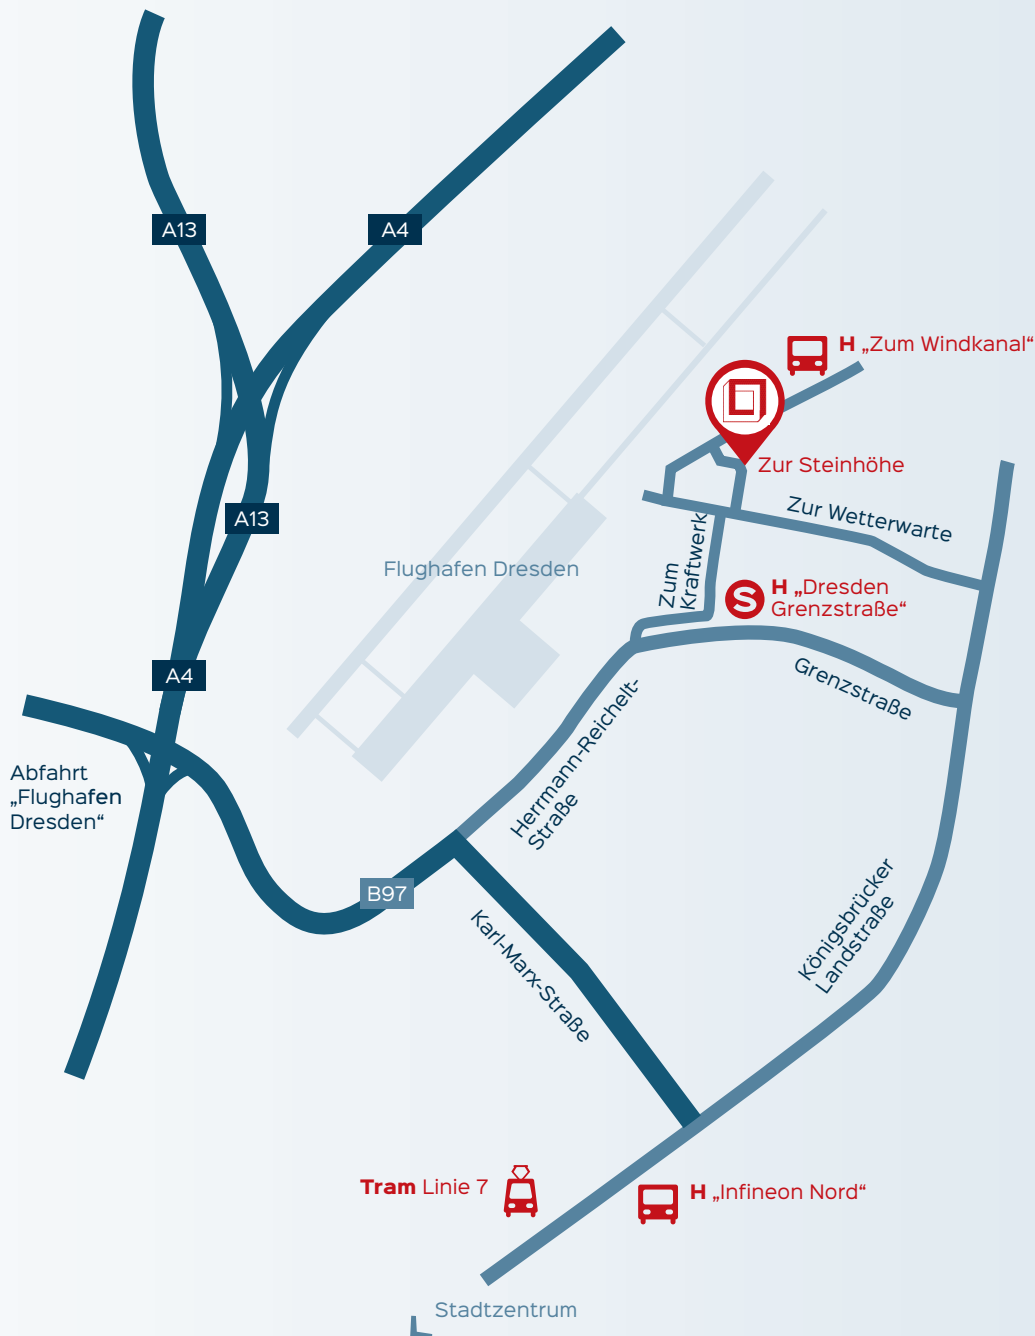 A13
A4
H „Zum Windkanal“
Zur Steinhöhe
A13
Zur Wetterwarte
Flughafen Dresden
Zum
Kraftwerk
S
H „Dresden
Grenzstraße“
A4
Grenzstraße
Herrmann-Reichelt-
Straße
Abfahrt
„Flughafen
Dresden“
B97
Karl-Marx-Straße
Königsbrücker
Landstraße
Tram Linie 7
H „Infineon Nord“
Stadtzentrum